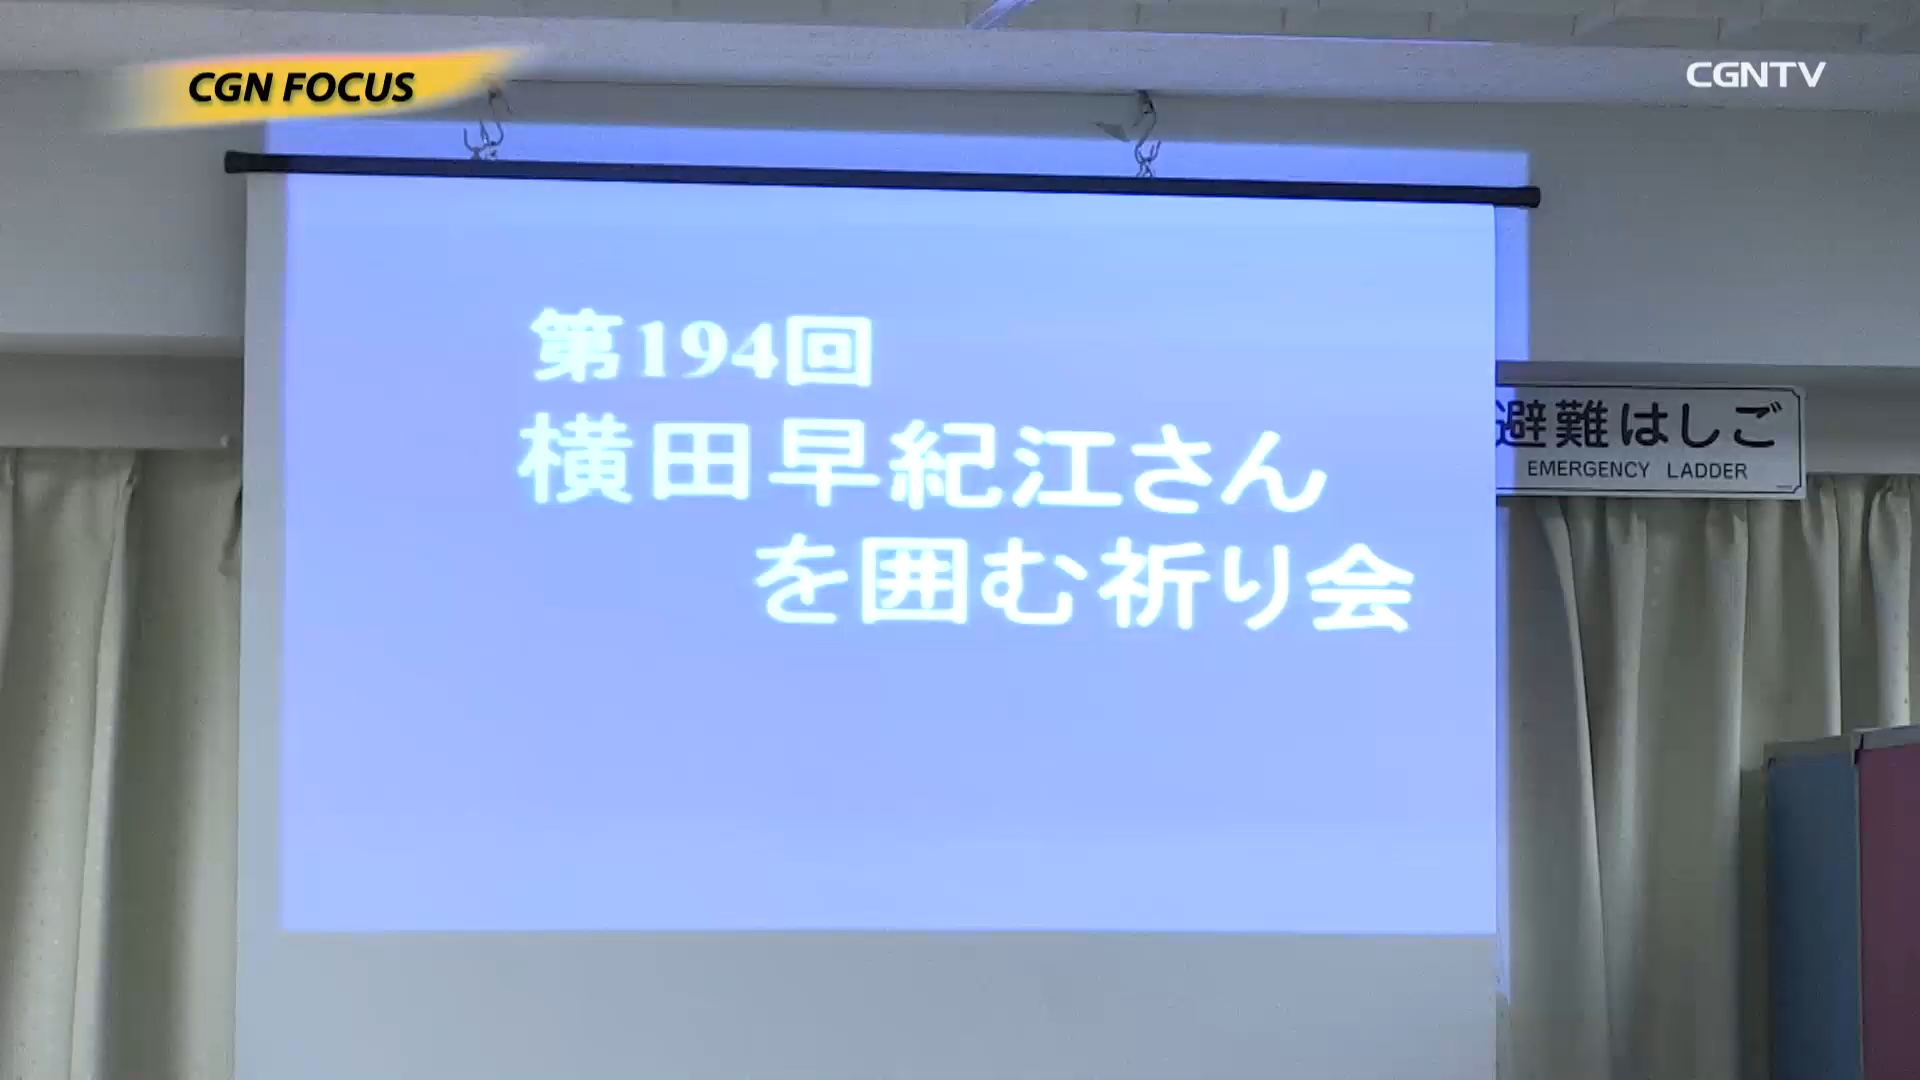 CGN FOCUS
CGNTV
第194回
横田早紀江さん
を囲む祈り会
避難はしご
EMERGENCY LADDER